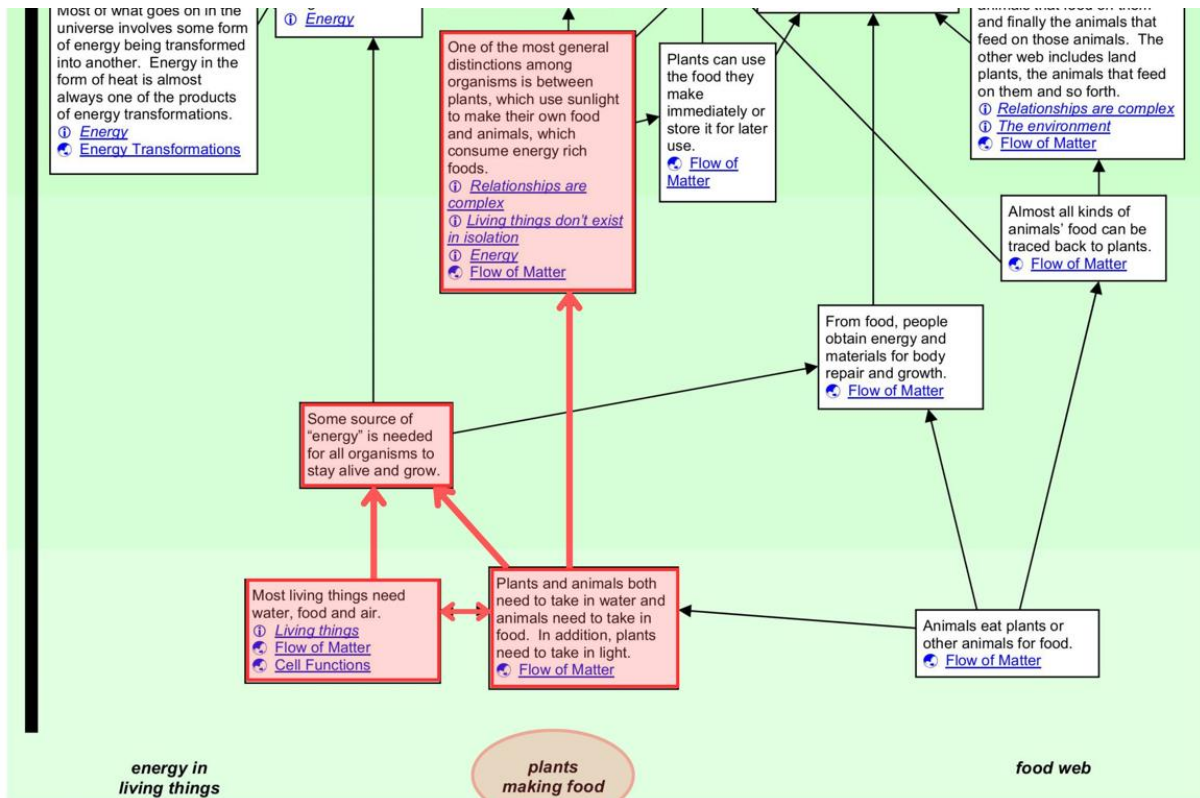 Most of what goes on in the
universe involves some form
of energy being transformed
into another. Energy in the
form of heat is almost
always one of the products
of energy transformations.
Energy
Energy Transformations
Energy
One of the most general
distinctions among
organisms is between
plants, which use sunlight
to make their own food
and animals, which
consume energy rich
foods.
Relationships are
complex
Living things don't exist
in isolation
Energy
Flow of Matter
Plants can use
the food they
make
immediately or
store it for later
use.
Flow of
Matter
animals that feed on them
and finally the animals that
feed on those animals. The
other web includes land
plants, the animals that feed
on them and so forth.
Relationships are complex
The environment
Flow of Matter
Almost all kinds of
animals' food can be
traced back to plants.
Flow of Matter
From food, people
obtain energy and
materials for body
repair and growth.
Flow of Matter
Some source of
“energy” is needed
for all organisms to
stay alive and grow.
Most living things need
water, food and air.
Living things
Flow of Matter
Cell Functions
Plants and animals both
need to take in water and
animals need to take in
food. In addition, plants
need to take in light.
Flow of Matter
Animals eat plants or
other animals for food.
Flow of Matter
energy in
living things
plants
making food
food web